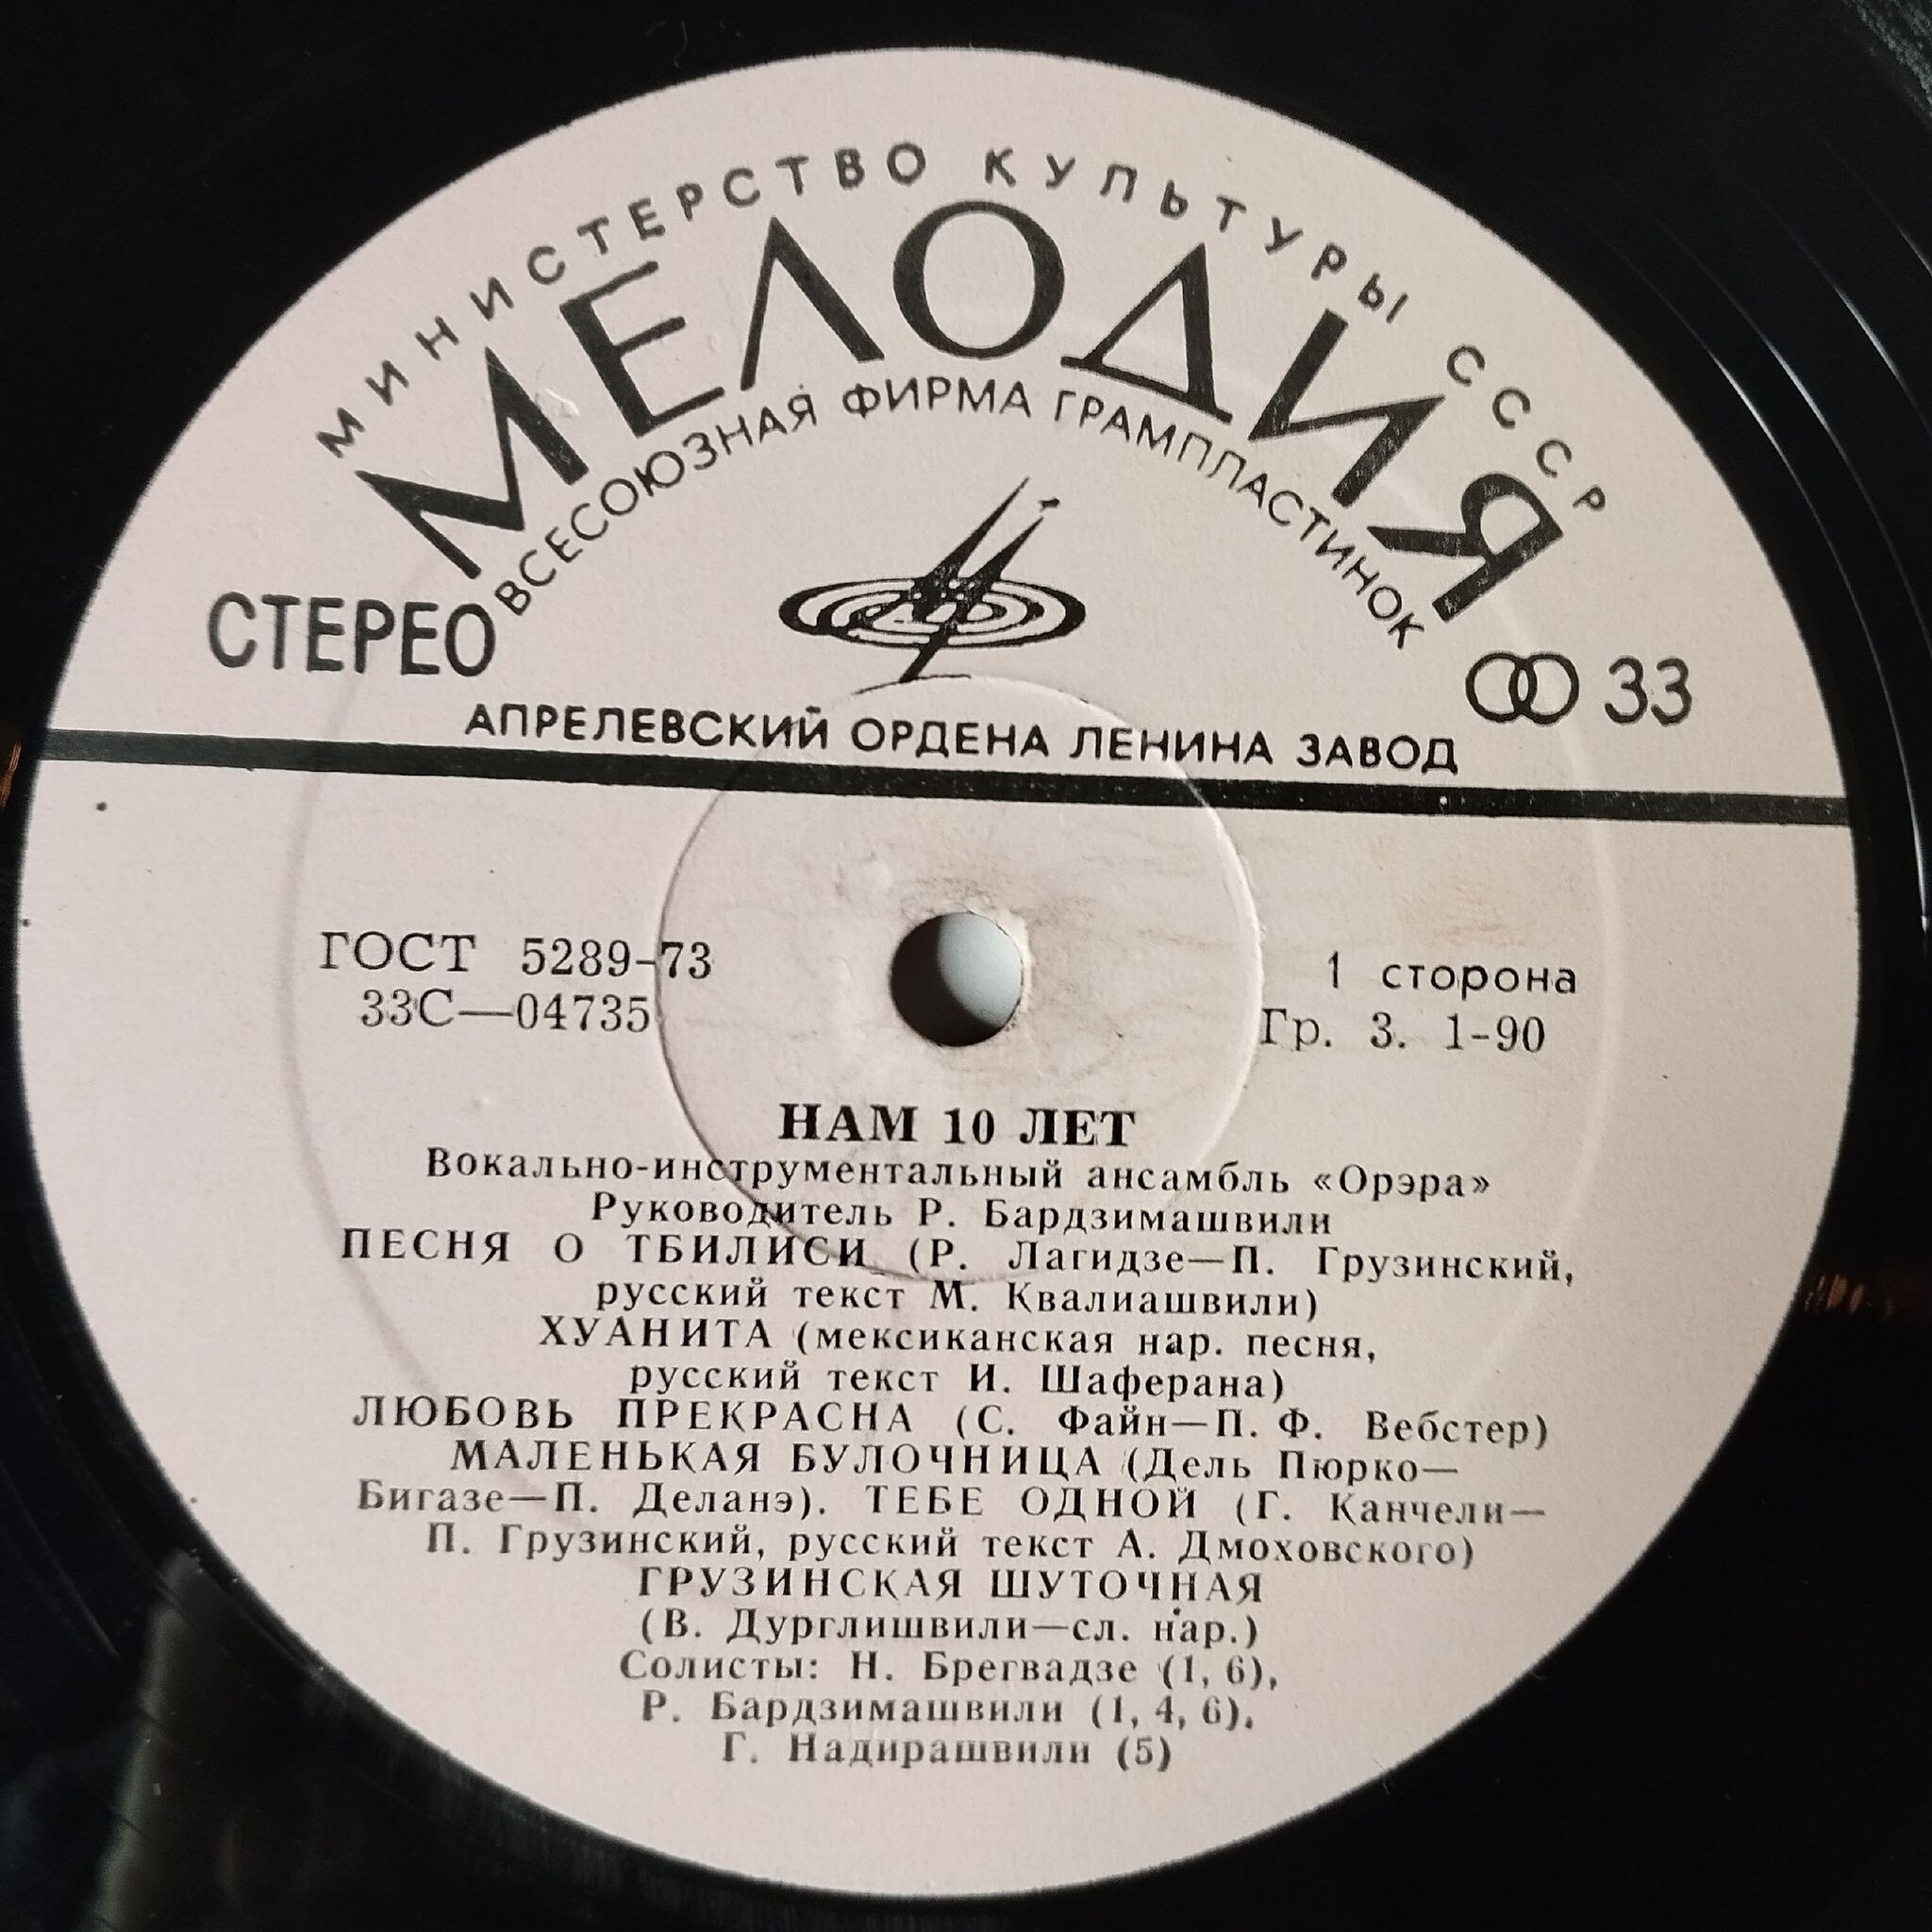 МИНИСТЕРСТВО КУЛЬТУРЫ СССР
МЕЛОДИЯ
ВСЕСОЮЗНАЯ ФИРМА ГРАМПЛАСТИНОК
СТЕРЕО
33
АПРЕЛЕВСКИЙ ОРДЕНА ЛЕНИНА ЗАВОД
ГОСТ 5289-73
33С—04735
1 сторона
Гр. 3. 1-90
НАМ 10 ЛЕТ
Вокально-инструментальный ансамбль «Орэра»
Руководитель Р. Бардзимашвили
ПЕСНЯ О ТБИЛИСИ (Р. Лагидзе—П. Грузинский,
русский текст М. Квалиашвили)
ХУАНИТА (мексиканская нар. песня,
русский текст И. Шаферана)
ЛЮБОВЬ ПРЕКРАСНА (С. Файн—П. Ф. Вебстер)
МАЛЕНЬКАЯ БУЛОЧНИЦА (Дель Пюрко—
Бигазе—П. Деланэ). ТЕБЕ ОДНОЙ (Г. Канчели—
П. Грузинский, русский текст А. Дмоховского)
ГРУЗИНСКАЯ ШУТОЧНАЯ
(В. Дурглишвили—сл. нар.)
Солисты: Н. Брегвадзе (1, 6),
Р. Бардзимашвили (1, 4, 6),
Г. Надирашвили (5)